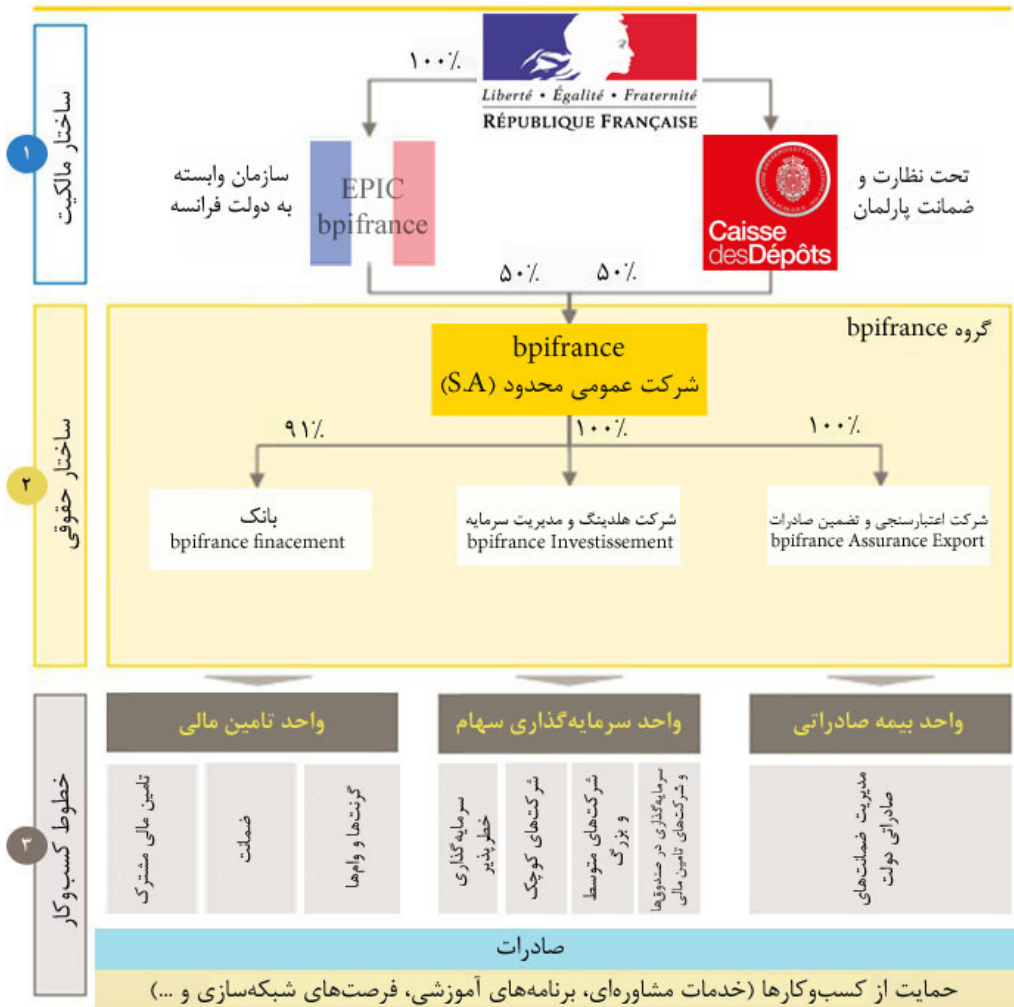 Liberté • Égalité • Fraternité
RÉPUBLIQUE FRANÇAISE
۱۰۰٪
ساختار مالکیت
۱
تحت نظارت و
ضمانت پارلمان
Caisse
desDépôts
EPIC
bpifrance
سازمان وابسته
به دولت فرانسه
۵۰٪
۵۰٪
ساختار حقوقی
۲
گروه bpifrance
bpifrance
شرکت عمومی محدود (S.A)
۱۰۰٪
۱۰۰٪
۹۱٪
شرکت اعتبارسنجی و تضمین صادرات
bpifrance Assurance Export
شرکت هلدینگ و مدیریت سرمایه
bpifrance Investissement
بانک
bpifrance finacement
خطوط کسب‌وکار
۳
واحد بیمه صادراتی
واحد سرمایه‌گذاری سهام
واحد تامین مالی
مدیریت ضمانت‌های
صادراتی دولت
سرمایه‌گذاری در صندوق‌ها
و شرکت‌های تامین مالی
شرکت‌های متوسط
و بزرگ
شرکت‌های کوچک
سرمایه‌گذاری
خطرپذیر
گرنت‌ها و وام‌ها
ضمانت
تامین مالی مشترک
صادرات
حمایت از کسب‌وکارها (خدمات مشاوره‌ای، برنامه‌های آموزشی، فرصت‌های شبکه‌سازی و ...)